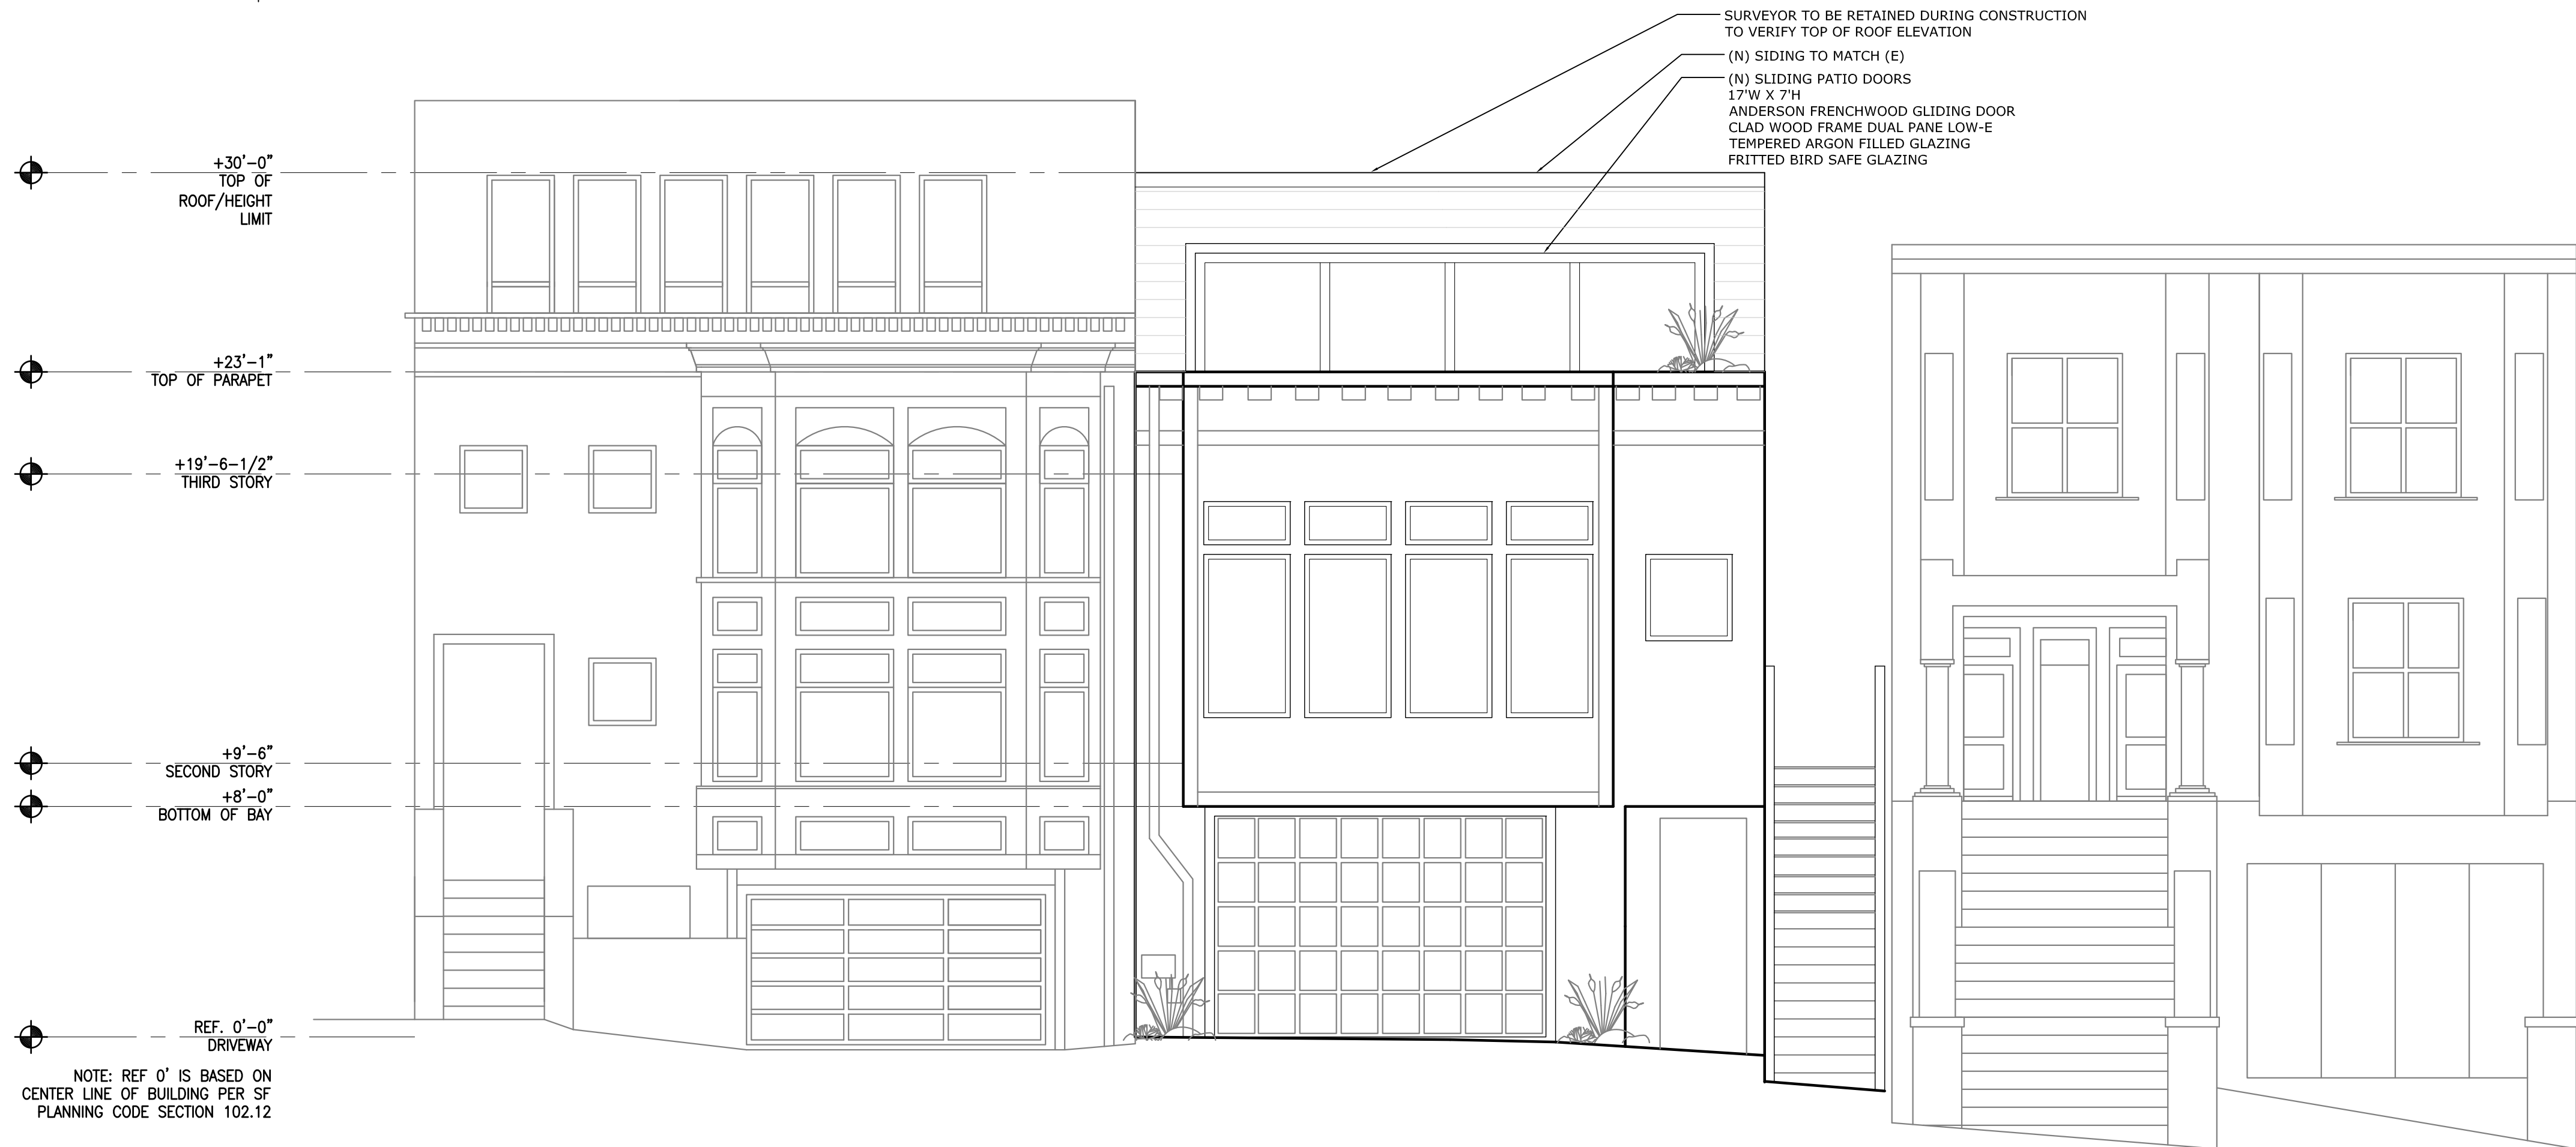 SURVEYOR TO BE RETAINED DURING CONSTRUCTION
TO VERIFY TOP OF ROOF ELEVATION
(N) SIDING TO MATCH (E)
(N) SLIDING PATIO DOORS
17'W X 7'H
ANDERSON FRENCHWOOD GLIDING DOOR
CLAD WOOD FRAME DUAL PANE LOW-E
TEMPERED ARGON FILLED GLAZING
FRITTED BIRD SAFE GLAZING
+30'-0"
TOP OF
ROOF/HEIGHT
LIMIT
+23'-1"
TOP OF PARAPET
+19'-6-1/2"
THIRD STORY
+9'-6"
SECOND STORY
+8'-0"
BOTTOM OF BAY
REF. 0'-0"
DRIVEWAY
NOTE: REF 0' IS BASED ON
CENTER LINE OF BUILDING PER SF
PLANNING CODE SECTION 102.12